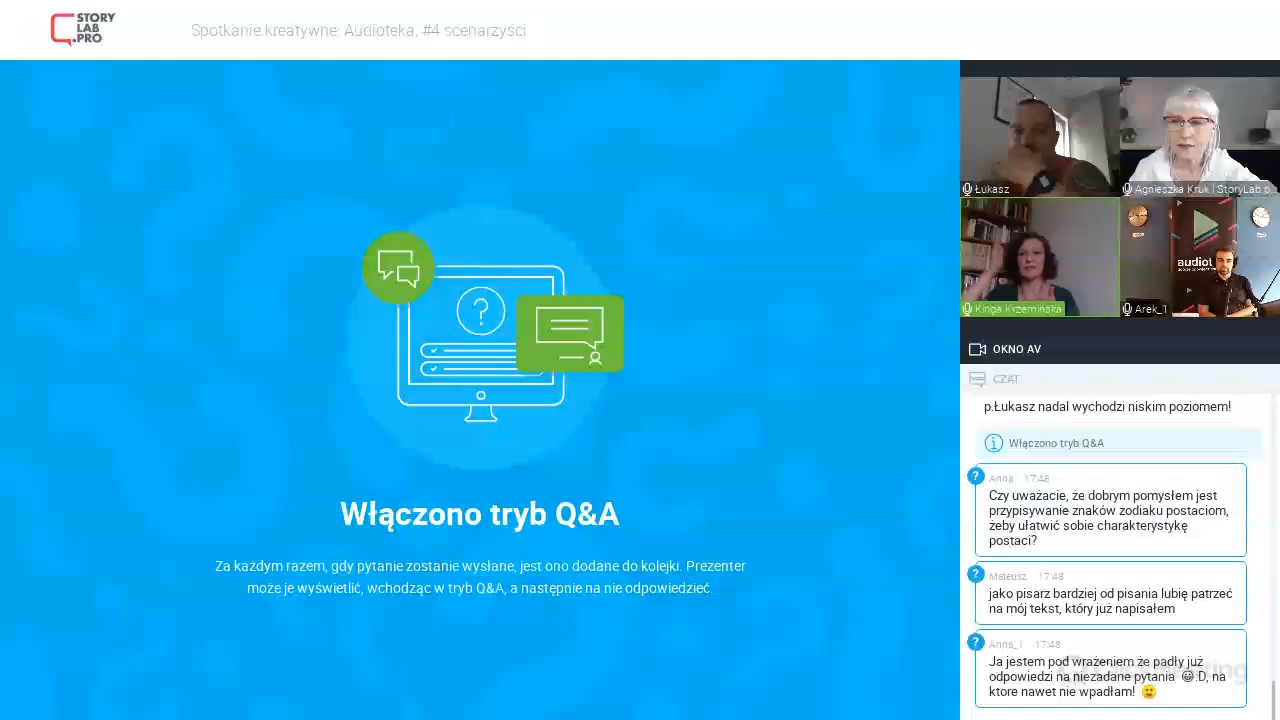 STORY
LAB
.PRO
Spotkanie kreatywne: Audioteka, #4 scenarzyści
Włączono tryb Q&A
Za każdym razem, gdy pytanie zostanie wysłane, jest ono dodane do kolejki. Prezenter
może je wyświetlić, wchodząc w tryb Q&A, a następnie na nie odpowiedzieć.
Łukasz
Agnieszka Kruk | StoryLab.p...
audiot
Kinga Krzemińska
Arek_1
OKNO AV
CZAT
p.Łukasz nadal wychodzi niskim poziomem!
Włączono tryb Q&A
Anna 17:48
Czy uważacie, że dobrym pomysłem jest
przypisywanie znaków zodiaku postaciom,
żeby ułatwić sobie charakterystykę
postaci?
Mateusz 17:48
jako pisarz bardziej od pisania lubię patrzeć
na mój tekst, który już napisałem
Anna_1 17:48
Ja jestem pod wrażeniem że padły już
odpowiedzi na niezadane pytania 😀:D, na
ktore nawet nie wpadłam! 🙂